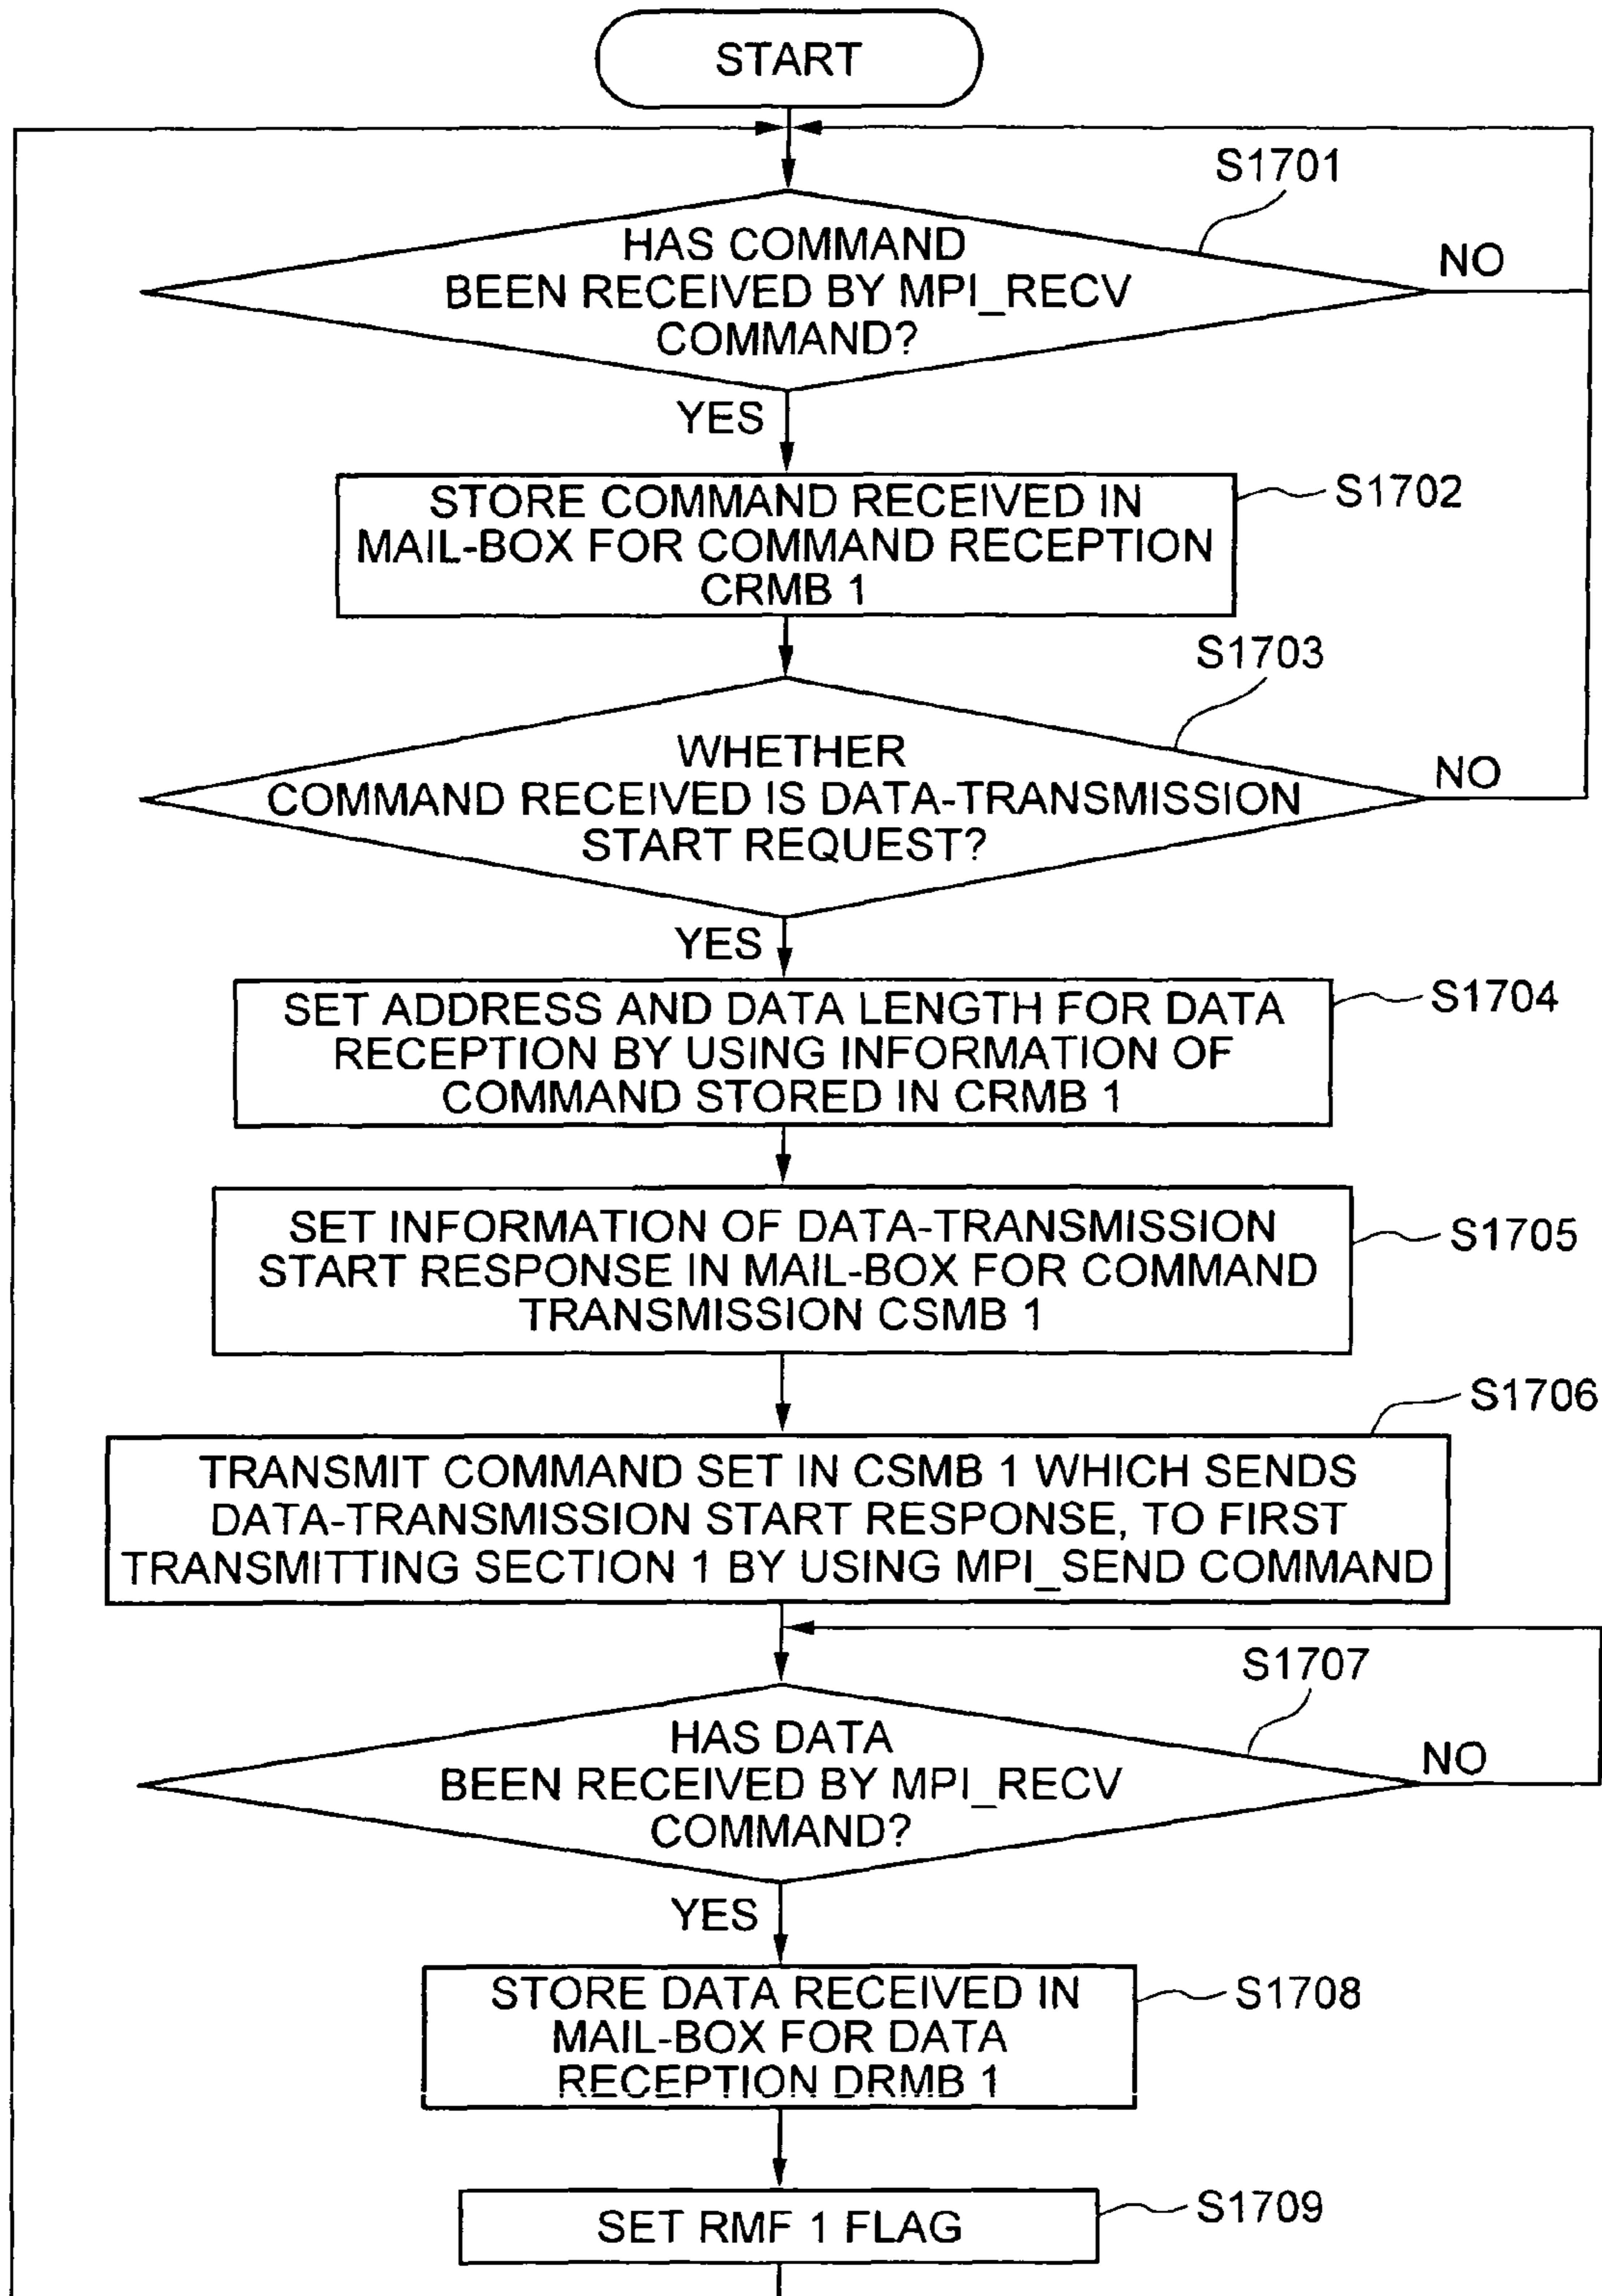 START
S1701
HAS COMMAND
BEEN RECEIVED BY MPI_RECV
COMMAND?
NO
YES
STORE COMMAND RECEIVED IN
MAIL-BOX FOR COMMAND RECEPTION
CRMB 1
S1702
S1703
WHETHER
COMMAND RECEIVED IS DATA-TRANSMISSION
START REQUEST?
NO
YES
SET ADDRESS AND DATA LENGTH FOR DATA
RECEPTION BY USING INFORMATION OF
COMMAND STORED IN CRMB 1
S1704
SET INFORMATION OF DATA-TRANSMISSION
START RESPONSE IN MAIL-BOX FOR COMMAND
TRANSMISSION CSMB 1
S1705
S1706
TRANSMIT COMMAND SET IN CSMB 1 WHICH SENDS
DATA-TRANSMISSION START RESPONSE, TO FIRST
TRANSMITTING SECTION 1 BY USING MPI_SEND COMMAND
S1707
HAS DATA
BEEN RECEIVED BY MPI_RECV
COMMAND?
NO
YES
STORE DATA RECEIVED IN
MAIL-BOX FOR DATA
RECEPTION DRMB 1
S1708
SET RMF 1 FLAG
S1709